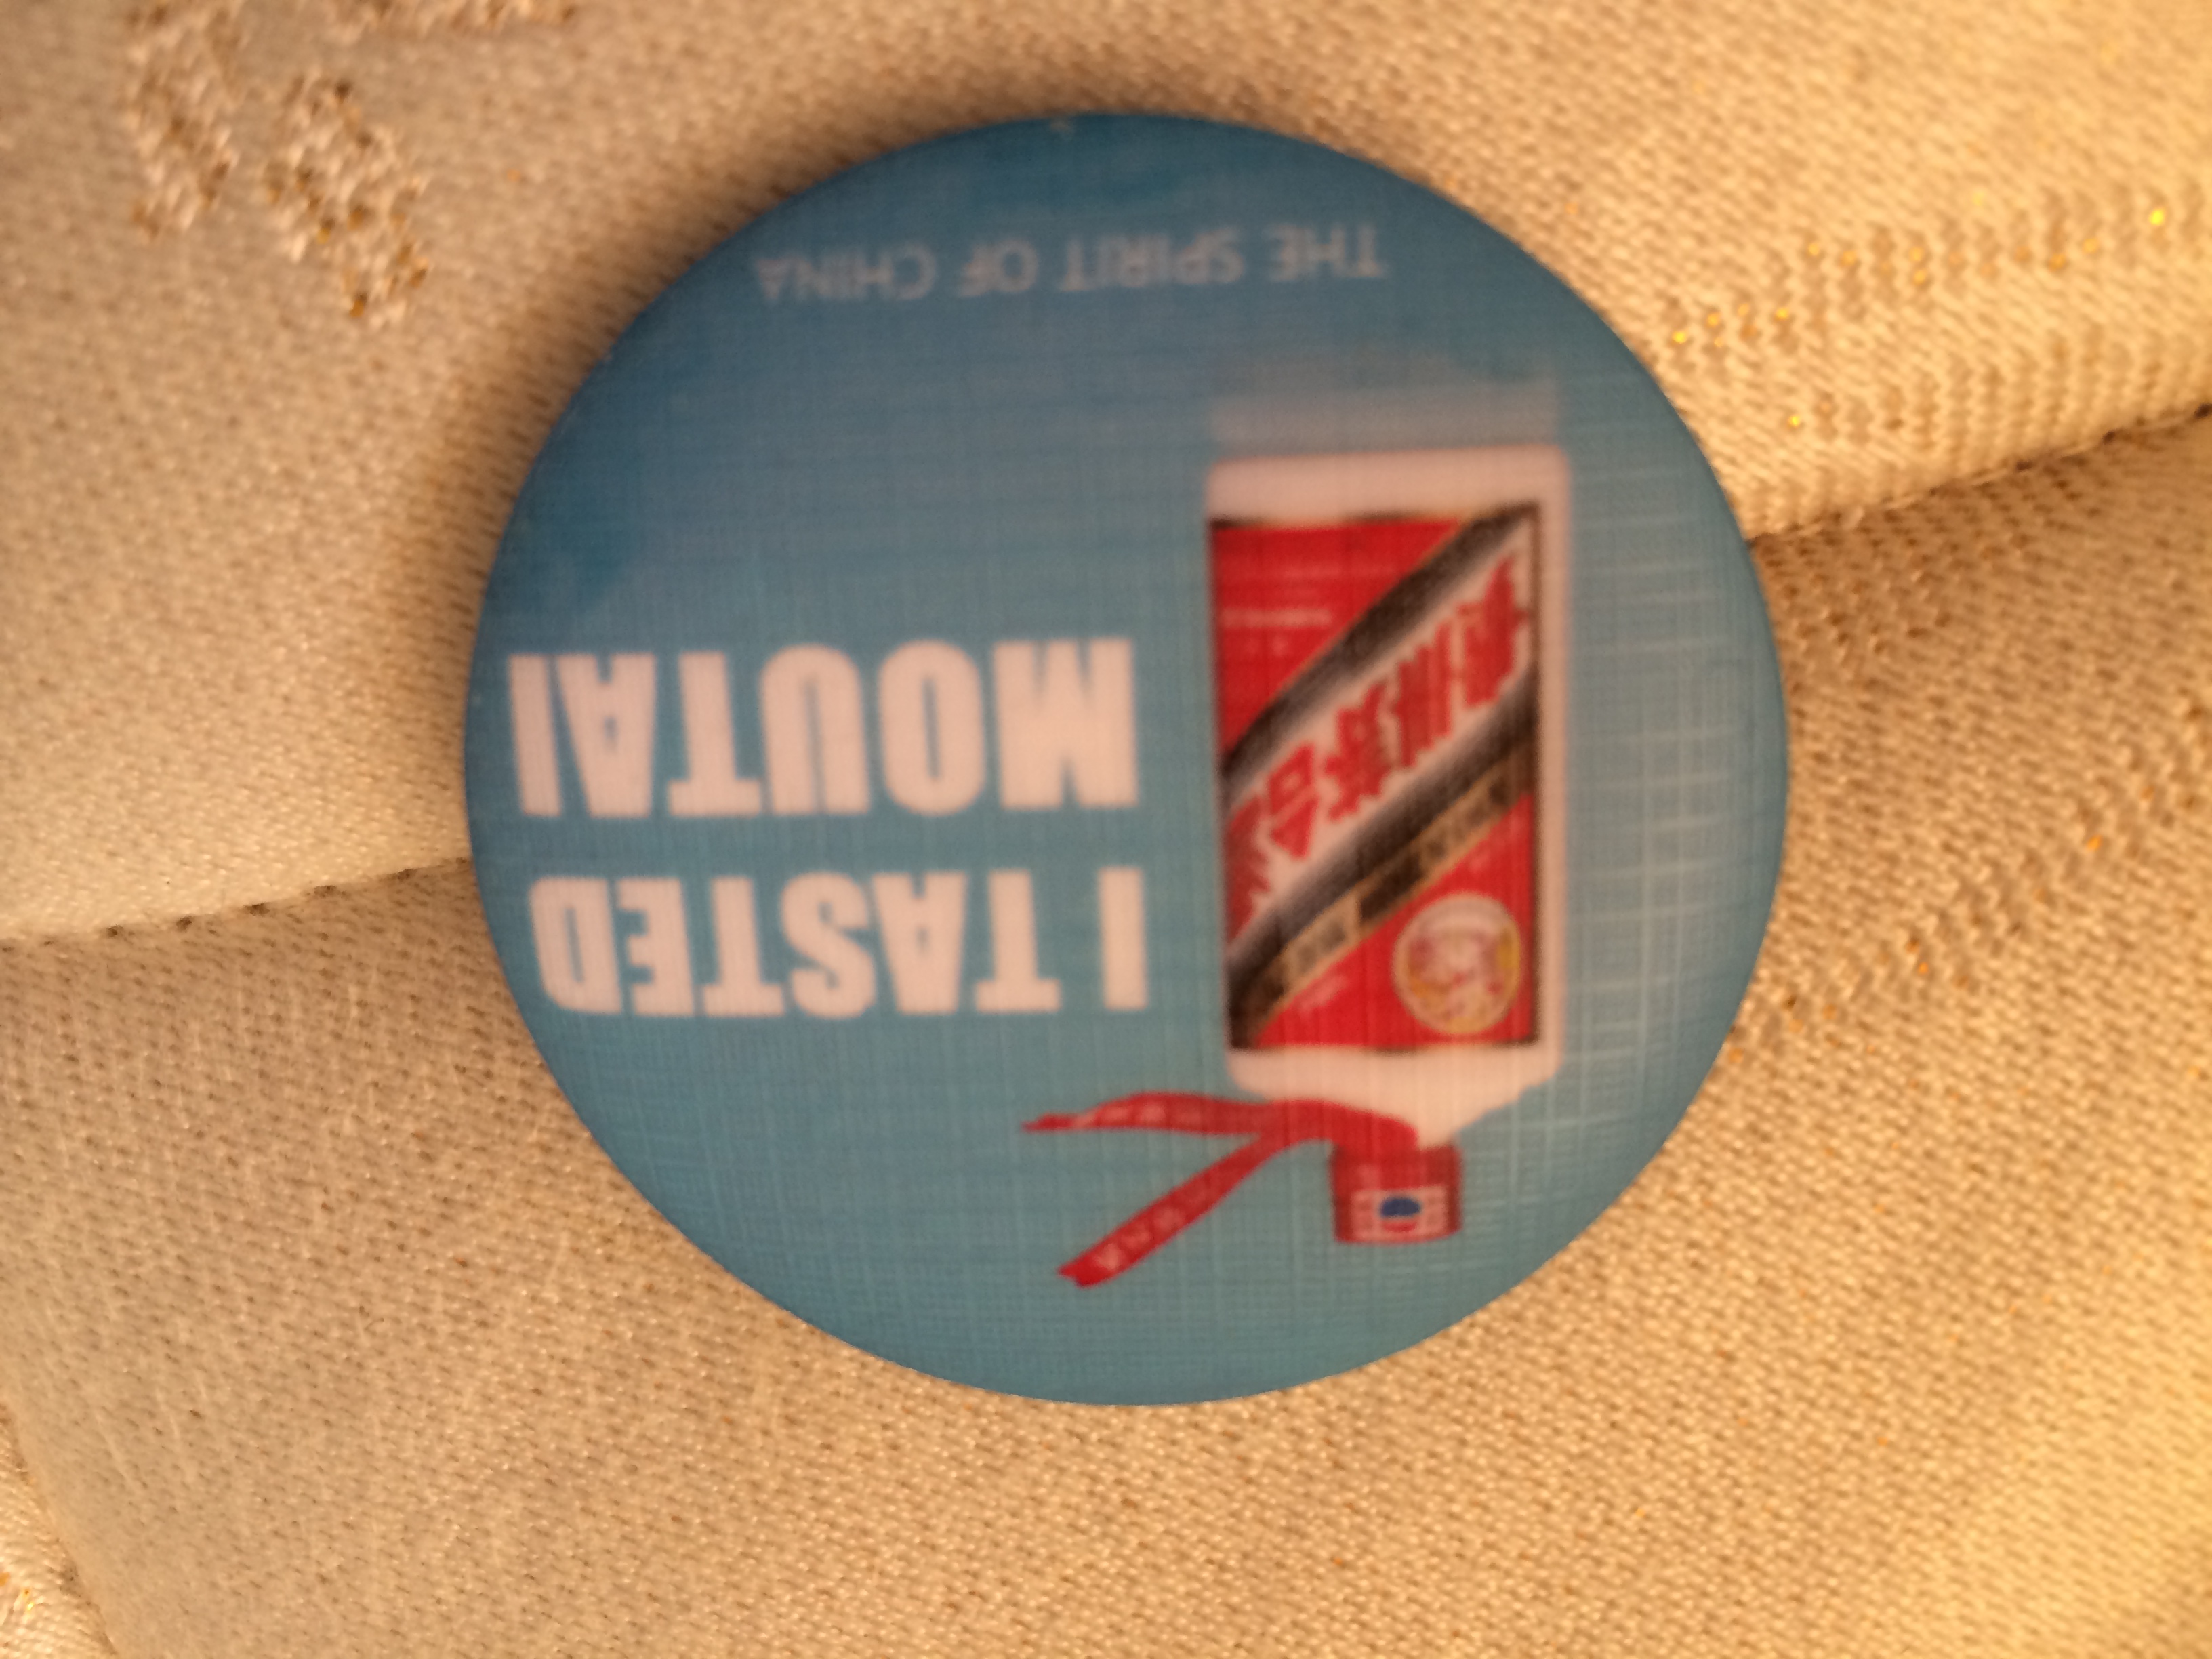 I TASTED
MOUTAI
THE SPIRIT OF CHINA